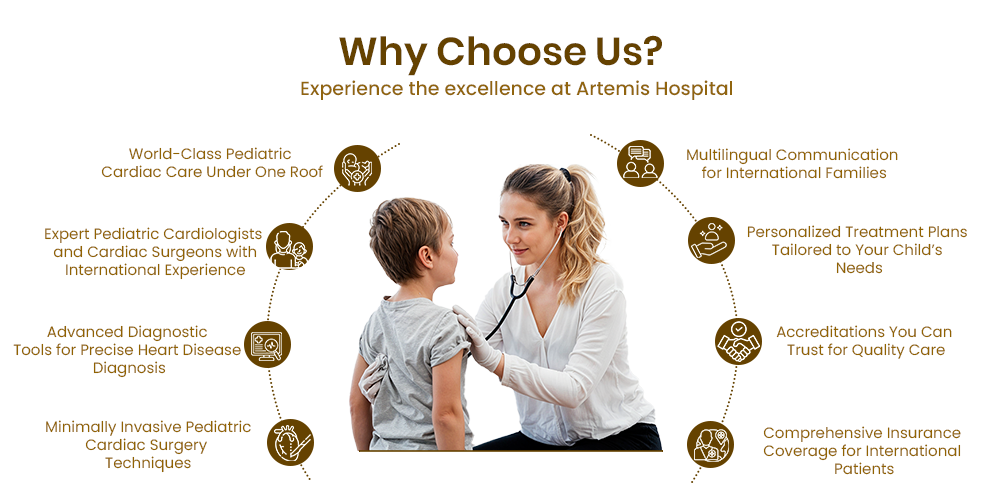 Why Choose Us?
Experience the excellence at Artemis Hospital
World-Class Pediatric
Cardiac Care Under One Roof
Expert Pediatric Cardiologists
and Cardiac Surgeons with
International Experience
Advanced Diagnostic
Tools for Precise Heart Disease
Diagnosis
Minimally Invasive Pediatric
Cardiac Surgery
Techniques
Multilingual Communication
for International Families
Personalized Treatment Plans
Tailored to Your Child's
Needs
Accreditations You Can
Trust for Quality Care
Comprehensive Insurance
Coverage for International
Patients